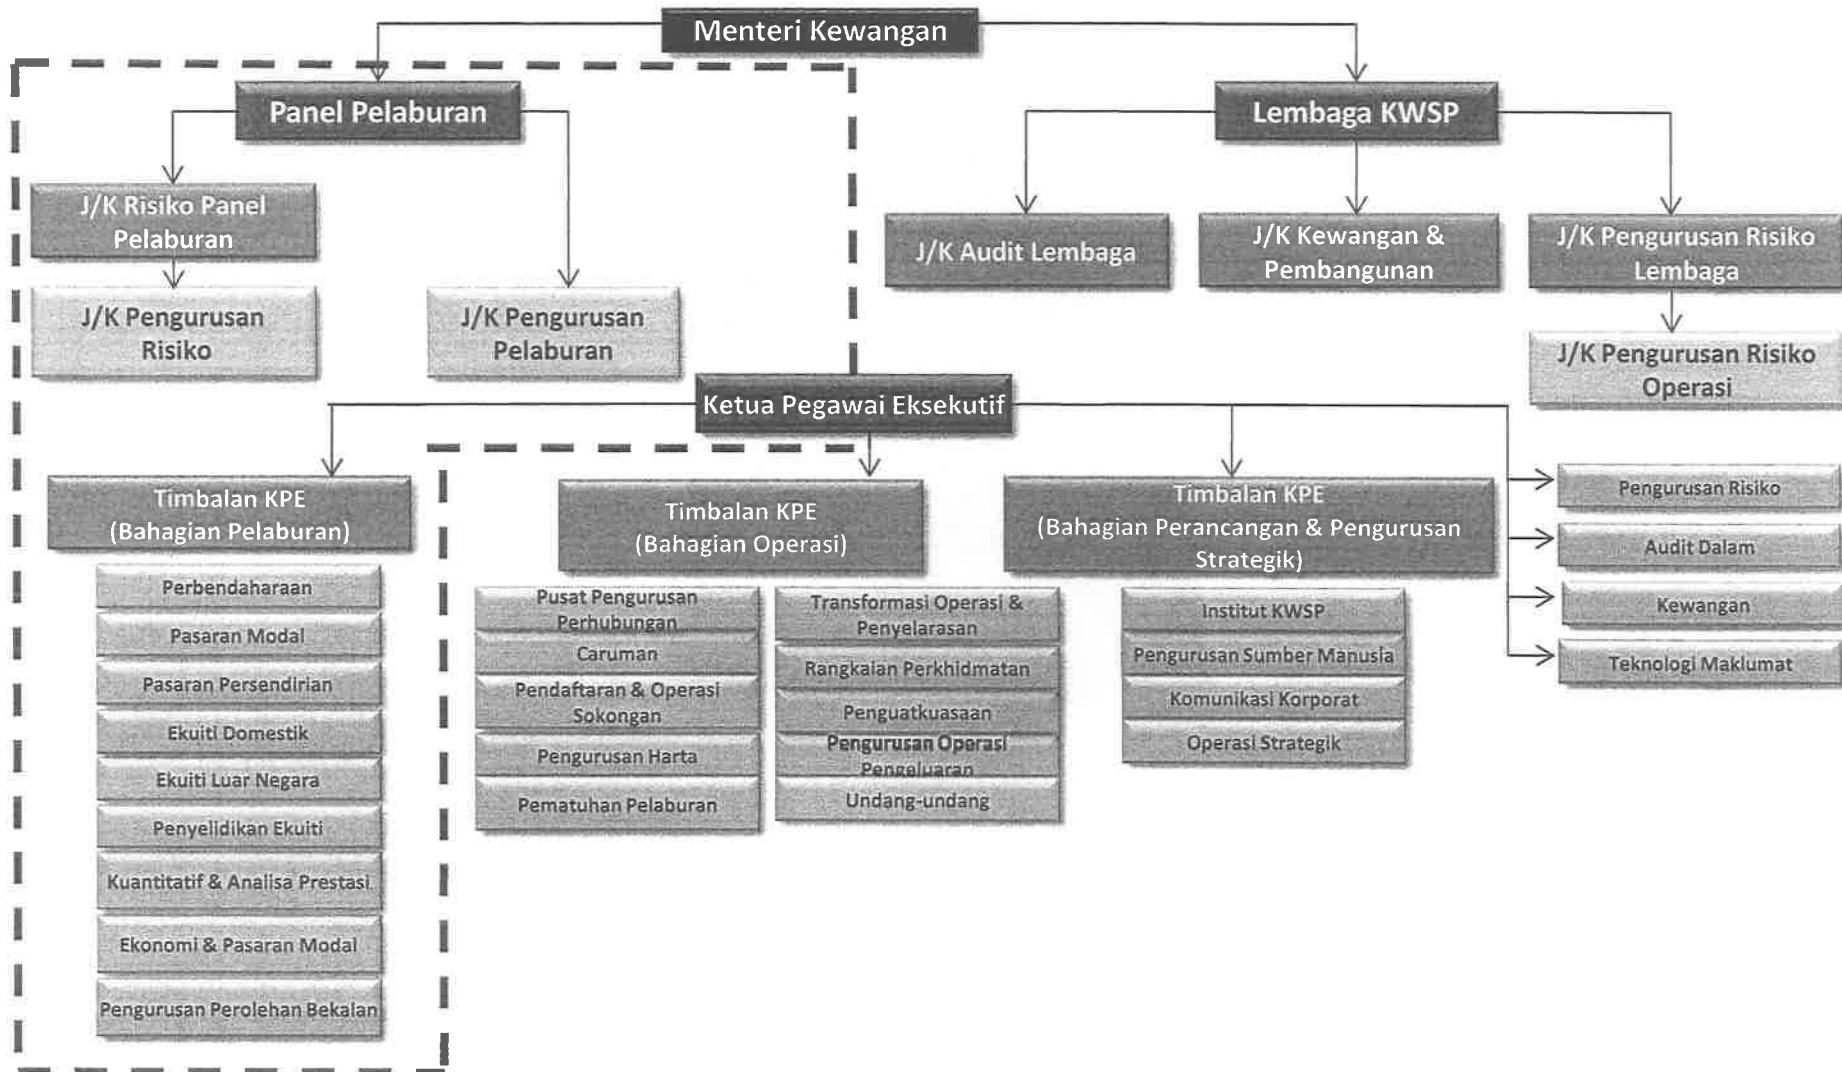 Menteri Kewangan
Panel Pelaburan
Lembaga KWSP
J/K Risiko Panel
Pelaburan
J/K Pengurusan
Risiko
J/K Pengurusan
Pelaburan
J/K Audit Lembaga
J/K Kewangan &
Pembangunan
J/K Pengurusan Risiko
Lembaga
J/K Pengurusan Risiko
Operasi
Ketua Pegawai Eksekutif
Timbalan KPE
(Bahagian Pelaburan)
Perbendaharaan
Pasaran Modal
Pasaran Persendirian
Ekuiti Domestik
Ekuiti Luar Negara
Penyelidikan Ekuiti
Kuantitatif & Analisa Prestasi
Ekonomi & Pasaran Modal
Pengurusan Perolehan Bekalan
Timbalan KPE
(Bahagian Operasi)
Pusat Pengurusan
Perhubungan
Caruman
Pendaftaran & Operasi
Sokongan
Pengurusan Harta
Pematuhan Pelaburan
Transformasi Operasi &
Penyelarasan
Rangkaian Perkhidmatan
Penguatkuasaan
Pengurusan Operasi
Pengeluaran
Undang-undang
Timbalan KPE
(Bahagian Perancangan & Pengurusan
Strategik)
Institut KWSP
Pengurusan Sumber Manusia
Komunikasi Korporat
Operasi Strategik
Pengurusan Risiko
Audit Dalam
Kewangan
Teknologi Maklumat